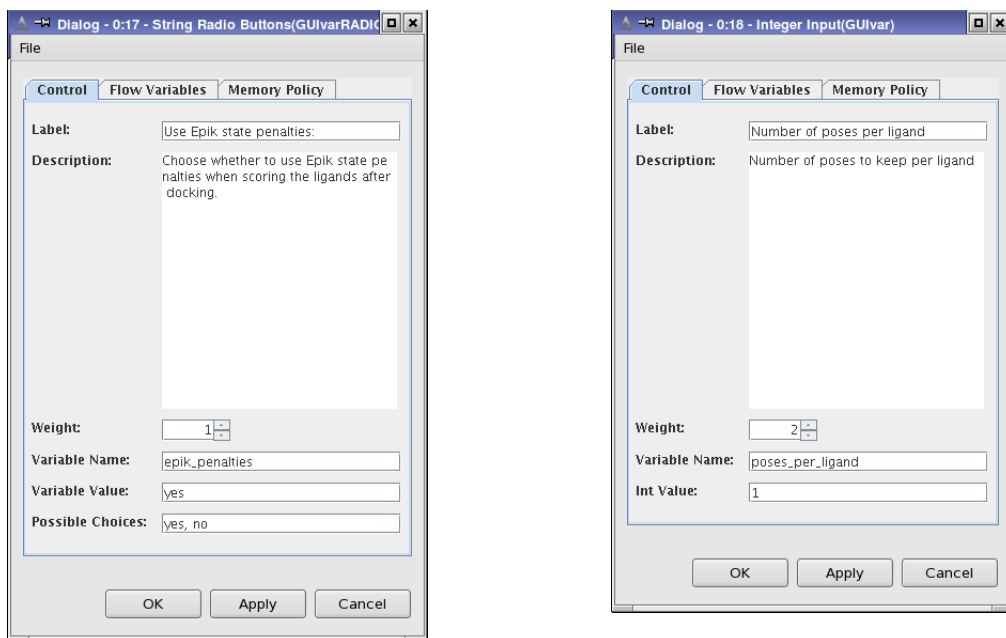 Dialog - 0:17 - String Radio Buttons(GUIvarRADIO
File
Control Flow Variables Memory Policy
Label: Use Epik state penalties:
Description: Choose whether to use Epik state pe
nalties when scoring the ligands after
docking.
Weight: 1
Variable Name: epik_penalties
Variable Value: yes
Possible Choices: yes, no
OK Apply Cancel
Dialog - 0:18 - Integer Input(GUIvar)
File
Control Flow Variables Memory Policy
Label: Number of poses per ligand
Description: Number of poses to keep per ligand
Weight: 2
Variable Name: poses_per_ligand
Int Value: 1
OK Apply Cancel